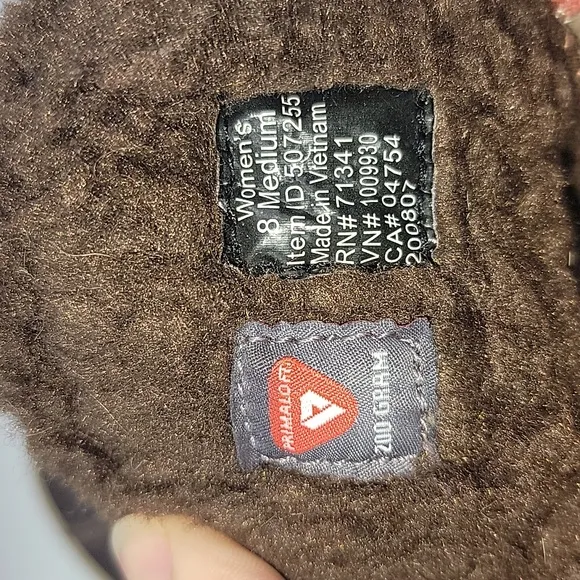 Women's
8 Medium
Item ID 507255
Made in Vietnam
RN# 71341
VN# 1009930
CA# 04754
200807
PRIMALOFT
200 GRAM